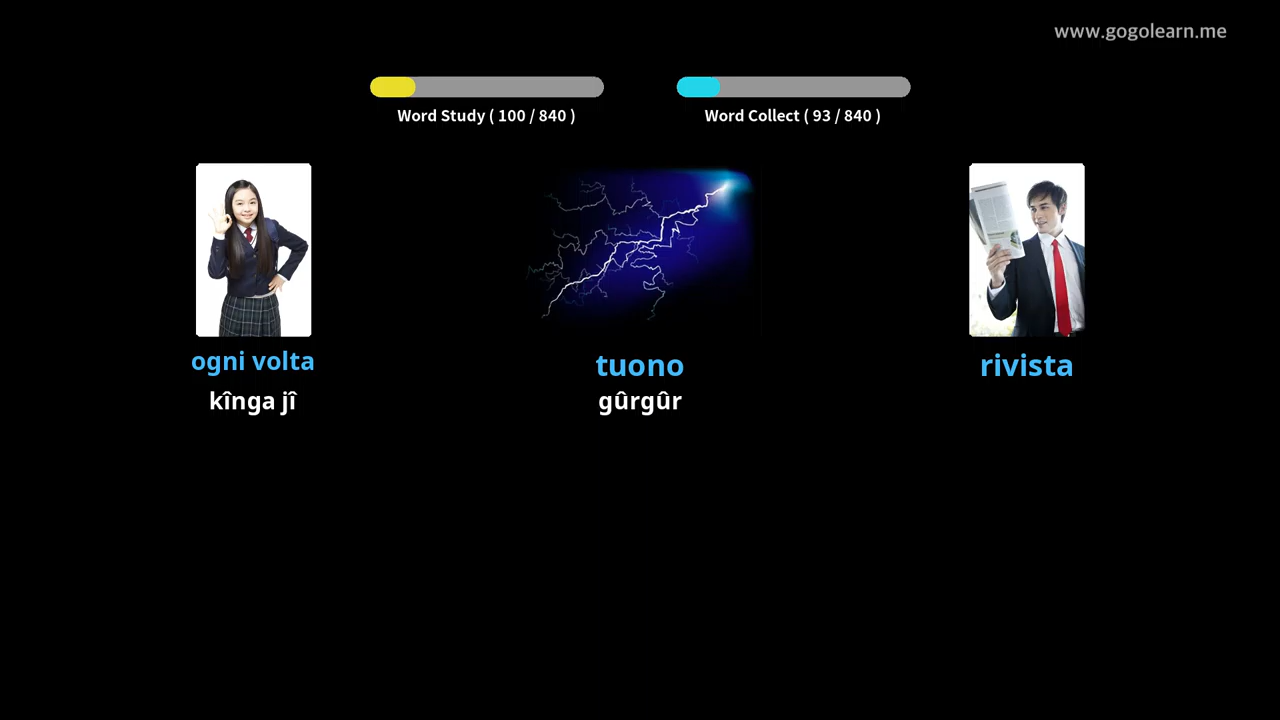 www.gogolearn.me
Word Study ( 100 / 840 )
Word Collect ( 93 / 840 )
ogni volta
kînga jî
tuono
gûrgûr
rivista